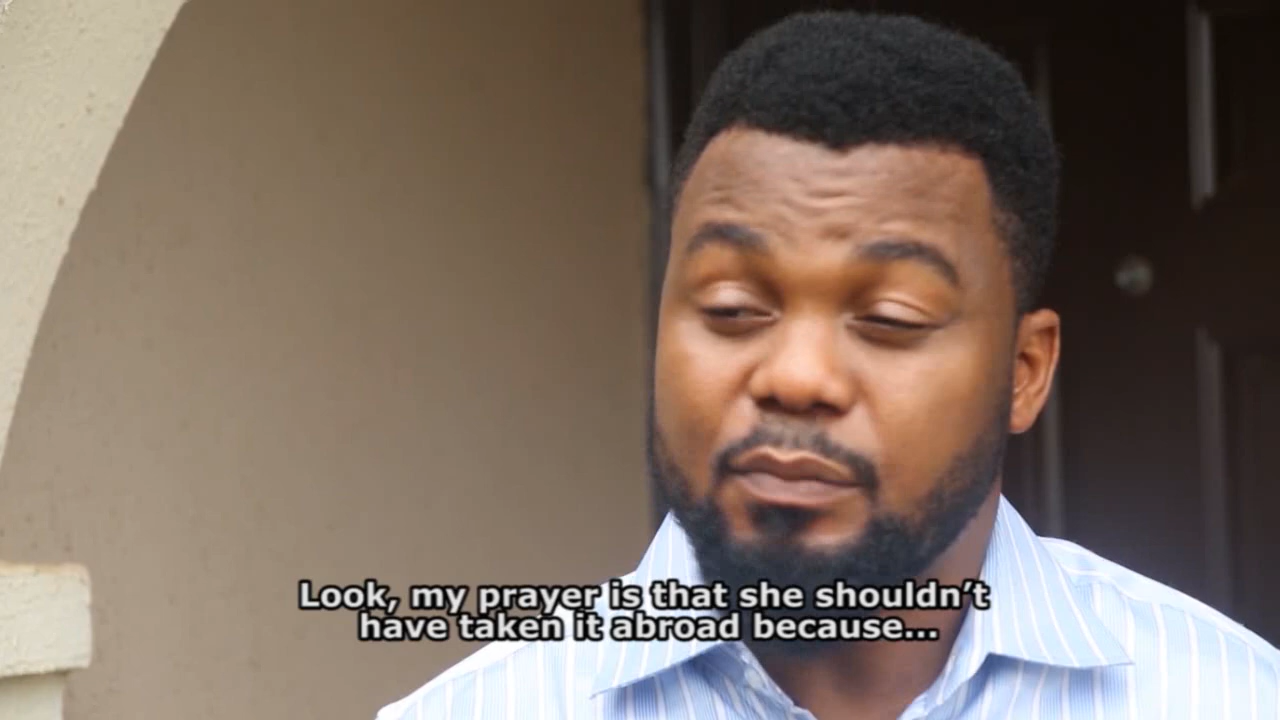 Look, my prayer is that she shouldn’t
have taken it abroad because...